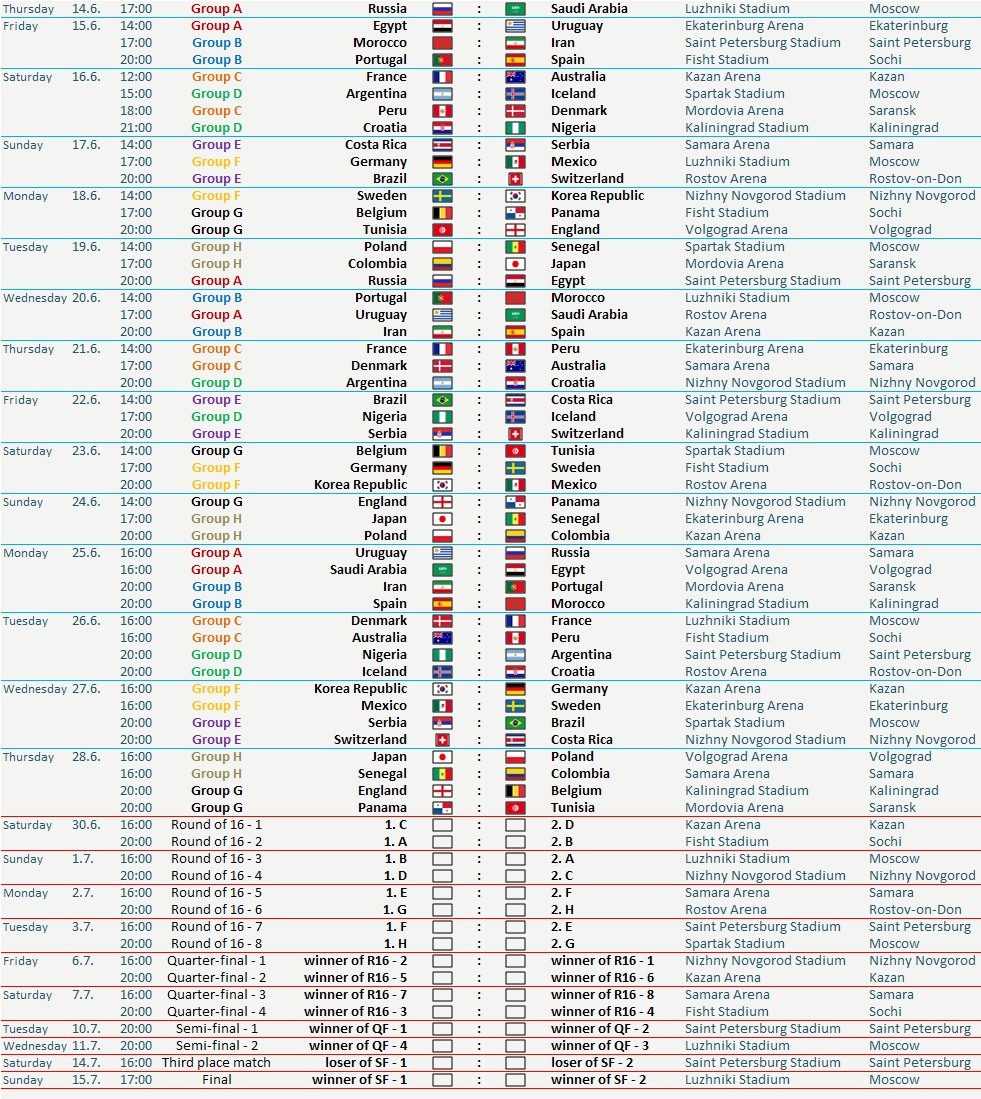 Thursday 14.6. 17:00 Group A Russia : Saudi Arabia Luzhniki Stadium Moscow
Friday 15.6. 14:00 Group A Egypt : Uruguay Ekaterinburg Arena Ekaterinburg
17:00 Group B Morocco : Iran Saint Petersburg Stadium Saint Petersburg
20:00 Group B Portugal : Spain Fisht Stadium Sochi
Saturday 16.6. 12:00 Group C France : Australia Kazan Arena Kazan
15:00 Group D Argentina : Iceland Spartak Stadium Moscow
18:00 Group C Peru : Denmark Mordovia Arena Saransk
21:00 Group D Croatia : Nigeria Kaliningrad Stadium Kaliningrad
Sunday 17.6. 14:00 Group E Costa Rica : Serbia Samara Arena Samara
17:00 Group F Germany : Mexico Luzhniki Stadium Moscow
20:00 Group E Brazil : Switzerland Rostov Arena Rostov-on-Don
Monday 18.6. 14:00 Group F Sweden : Korea Republic Nizhny Novgorod Stadium Nizhny Novgorod
17:00 Group G Belgium : Panama Fisht Stadium Sochi
20:00 Group G Tunisia : England Volgograd Arena Volgograd
Tuesday 19.6. 14:00 Group H Poland : Senegal Spartak Stadium Moscow
17:00 Group H Colombia : Japan Mordovia Arena Saransk
20:00 Group A Russia : Egypt Saint Petersburg Stadium Saint Petersburg
Wednesday 20.6. 14:00 Group B Portugal : Morocco Luzhniki Stadium Moscow
17:00 Group A Uruguay : Saudi Arabia Rostov Arena Rostov-on-Don
20:00 Group B Iran : Spain Kazan Arena Kazan
Thursday 21.6. 14:00 Group C France : Peru Ekaterinburg Arena Ekaterinburg
17:00 Group C Denmark : Australia Samara Arena Samara
20:00 Group D Argentina : Croatia Nizhny Novgorod Stadium Nizhny Novgorod
Friday 22.6. 14:00 Group E Brazil : Costa Rica Saint Petersburg Stadium Saint Petersburg
17:00 Group D Nigeria : Iceland Volgograd Arena Volgograd
20:00 Group E Serbia : Switzerland Kaliningrad Stadium Kaliningrad
Saturday 23.6. 14:00 Group G Belgium : Tunisia Spartak Stadium Moscow
17:00 Group F Germany : Sweden Fisht Stadium Sochi
20:00 Group F Korea Republic : Mexico Rostov Arena Rostov-on-Don
Sunday 24.6. 14:00 Group G England : Panama Nizhny Novgorod Stadium Nizhny Novgorod
17:00 Group H Japan : Senegal Ekaterinburg Arena Ekaterinburg
20:00 Group H Poland : Colombia Kazan Arena Kazan
Monday 25.6. 16:00 Group A Uruguay : Russia Samara Arena Samara
16:00 Group A Saudi Arabia : Egypt Volgograd Arena Volgograd
20:00 Group B Iran : Portugal Mordovia Arena Saransk
20:00 Group B Spain : Morocco Kaliningrad Stadium Kaliningrad
Tuesday 26.6. 16:00 Group C Denmark : France Luzhniki Stadium Moscow
16:00 Group C Australia : Peru Fisht Stadium Sochi
20:00 Group D Nigeria : Argentina Saint Petersburg Stadium Saint Petersburg
20:00 Group D Iceland : Croatia Rostov Arena Rostov-on-Don
Wednesday 27.6. 16:00 Group F Korea Republic : Germany Kazan Arena Kazan
16:00 Group F Mexico : Sweden Ekaterinburg Arena Ekaterinburg
20:00 Group E Serbia : Brazil Spartak Stadium Moscow
20:00 Group E Switzerland : Costa Rica Nizhny Novgorod Stadium Nizhny Novgorod
Thursday 28.6. 16:00 Group H Japan : Poland Volgograd Arena Volgograd
16:00 Group H Senegal : Colombia Samara Arena Samara
20:00 Group G England : Belgium Kaliningrad Stadium Kaliningrad
20:00 Group G Panama : Tunisia Mordovia Arena Saransk
Saturday 30.6. 16:00 Round of 16 - 1 1. C : 2. D Kazan Arena Kazan
20:00 Round of 16 - 2 1. A : 2. B Fisht Stadium Sochi
Sunday 1.7. 16:00 Round of 16 - 3 1. B : 2. A Luzhniki Stadium Moscow
20:00 Round of 16 - 4 1. D : 2. C Nizhny Novgorod Stadium Nizhny Novgorod
Monday 2.7. 16:00 Round of 16 - 5 1. E : 2. F Samara Arena Samara
20:00 Round of 16 - 6 1. G : 2. H Rostov Arena Rostov-on-Don
Tuesday 3.7. 16:00 Round of 16 - 7 1. F : 2. E Saint Petersburg Stadium Saint Petersburg
20:00 Round of 16 - 8 1. H : 2. G Spartak Stadium Moscow
Friday 6.7. 16:00 Quarter-final - 1 winner of R16 - 2 : winner of R16 - 1 Nizhny Novgorod Stadium Nizhny Novgorod
20:00 Quarter-final - 2 winner of R16 - 5 : winner of R16 - 6 Kazan Arena Kazan
Saturday 7.7. 16:00 Quarter-final - 3 winner of R16 - 7 : winner of R16 - 8 Samara Arena Samara
20:00 Quarter-final - 4 winner of R16 - 3 : winner of R16 - 4 Fisht Stadium Sochi
Tuesday 10.7. 20:00 Semi-final - 1 winner of QF - 1 : winner of QF - 2 Saint Petersburg Stadium Saint Petersburg
Wednesday 11.7. 20:00 Semi-final - 2 winner of QF - 4 : winner of QF - 3 Luzhniki Stadium Moscow
Saturday 14.7. 16:00 Third place match loser of SF - 1 : loser of SF - 2 Saint Petersburg Stadium Saint Petersburg
Sunday 15.7. 17:00 Final winner of SF - 1 : winner of SF - 2 Luzhniki Stadium Moscow